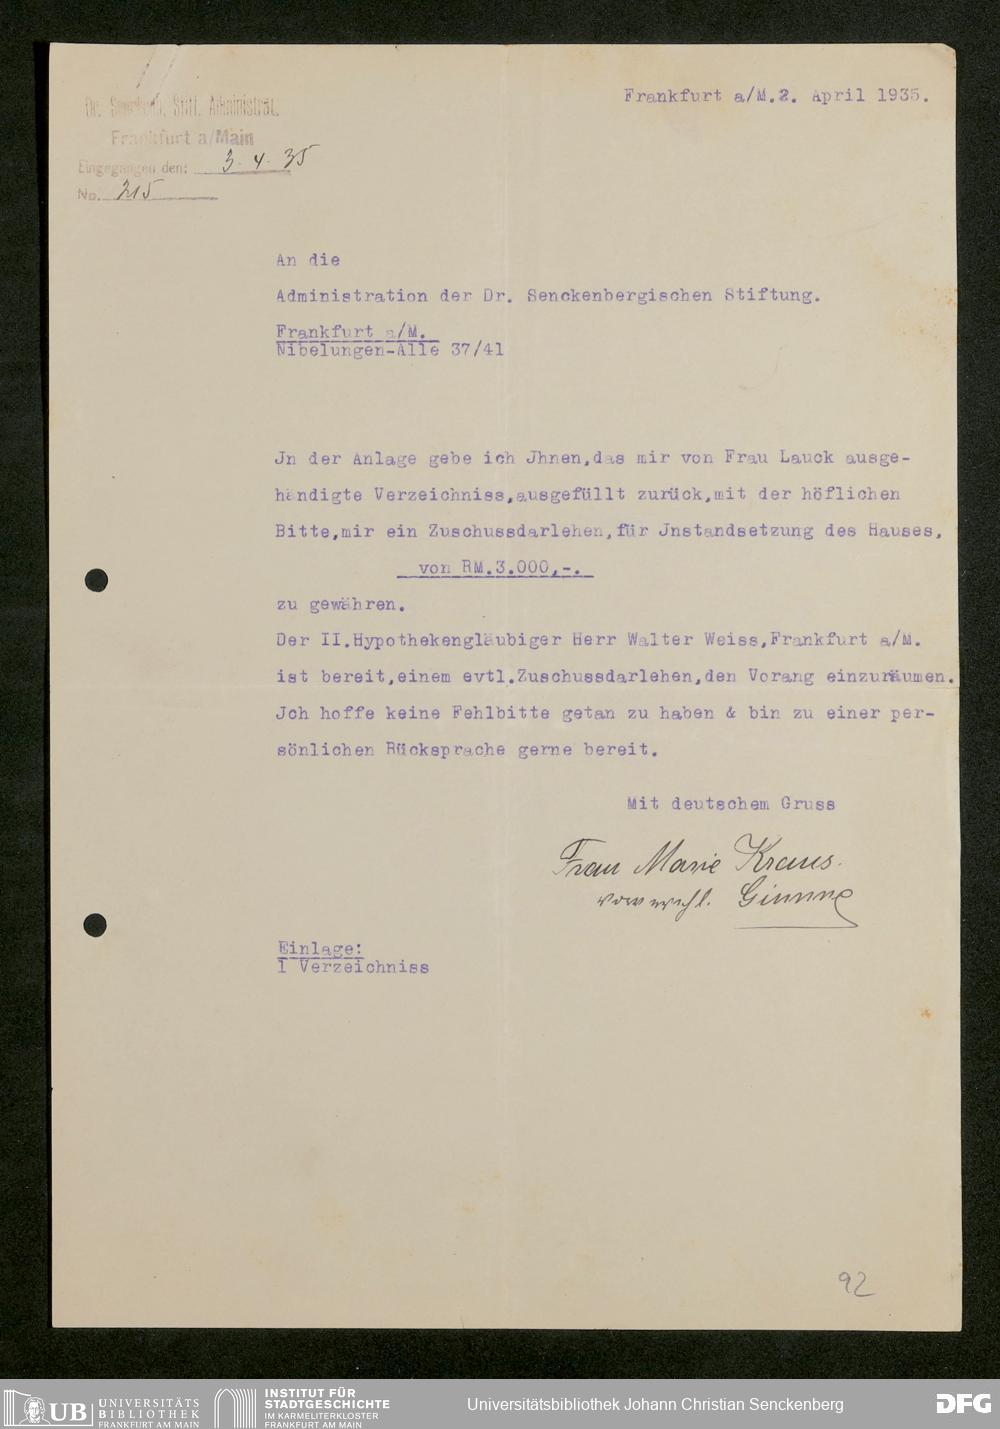 Frankfurt a/M.2. April 1935.
Dr. Senckenb. Stift. Administrat.
Frankfurt a/Main
Eingegangen den: 3. 4. 35
No. 315
An die
Administration der Dr. Senckenbergischen Stiftung.
Frankfurt a/M.
Nibelungen-Alle 37/41
Jn der Anlage gebe ich Jhnen,das mir von Frau Lauck ausge-
händigte Verzeichniss,ausgefüllt zurück,mit der höflichen
Bitte,mir ein Zuschussdarlehen,für Jnstandsetzung des Hauses,
von RM.3.000,-.
zu gewähren.
Der II.Hypothekengläubiger Herr Walter Weiss,Frankfurt a/M.
ist bereit,einem evtl.Zuschussdarlehen,den Vorang einzuräumen.
Jch hoffe keine Fehlbitte getan zu haben & bin zu einer per-
sönlichen Rücksprache gerne bereit.
Mit deutschem Gruss
Frau Marie Kraus.
Einlage:
1 Verzeichniss
92
UB UNIVERSITÄTS
BIBLIOTHEK
FRANKFURT AM MAIN
INSTITUT FÜR
STADTGESCHICHTE
IM KARMELITERKLOSTER
FRANKFURT AM MAIN
Universitätsbibliothek Johann Christian Senckenberg
DFG